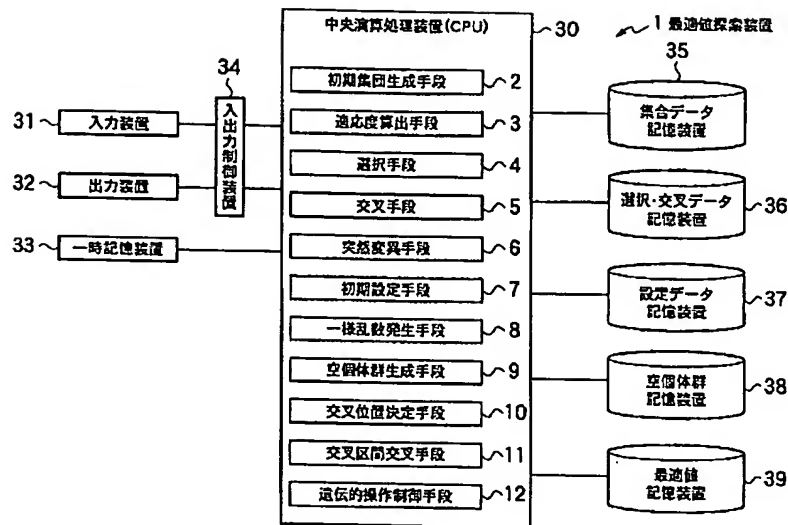 中央演算処理装置(CPU)
30
1 最適値探索装置
34
入出力制御装置
31
入力装置
32
出力装置
33
一時記憶装置
初期集団生成手段
2
適応度算出手段
3
選択手段
4
交叉手段
5
突然変異手段
6
初期設定手段
7
一様乱数発生手段
8
空個体群生成手段
9
交叉位置決定手段
10
交叉区間交叉手段
11
遺伝的操作制御手段
12
35
集合データ
記憶装置
選択・交叉データ
記憶装置
36
設定データ
記憶装置
37
空個体群
記憶装置
38
最適値
記憶装置
39